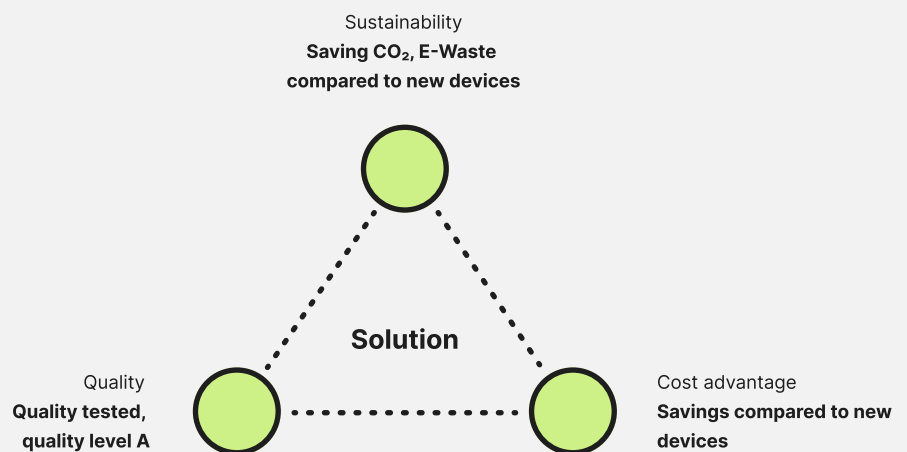 Sustainability
Saving CO₂, E-Waste
compared to new devices
Solution
Quality
Quality tested,
quality level A
Cost advantage
Savings compared to new
devices